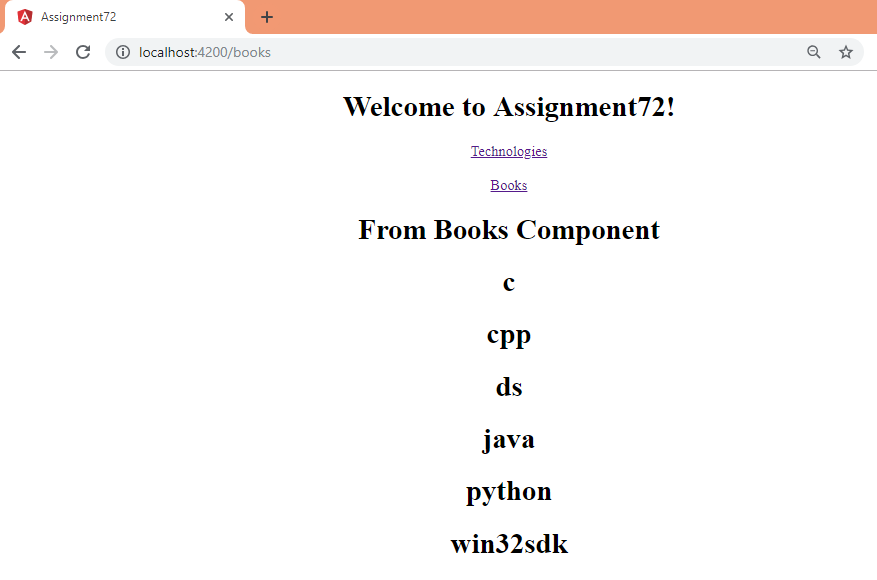 Assignment72
localhost:4200/books
Welcome to Assignment72!
Technologies
Books
From Books Component
c
cpp
ds
java
python
win32sdk